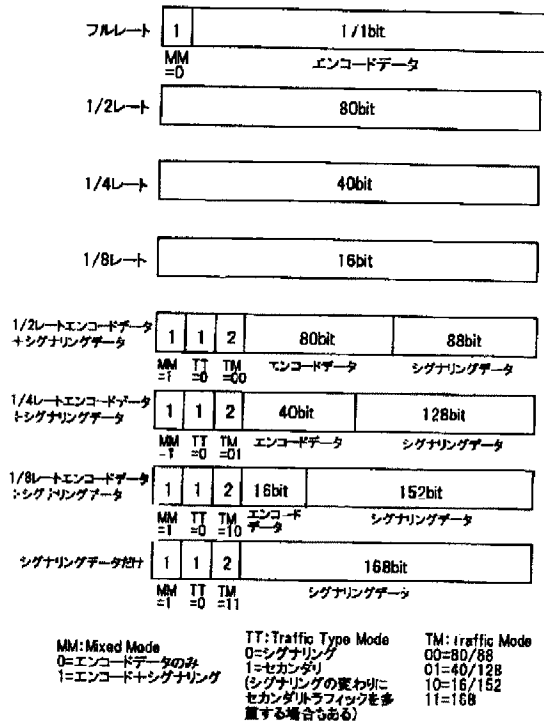 フルレート 1 171bit
MM
=0 エンコードデータ
1/2レート 80bit
1/4レート 40bit
1/8レート 16bit
1/2レートエンコードデータ
+シグナリングデータ 1 1 2 80bit 88bit
MM TT TM エンコードデータ シグナリングデータ
=1 =0 =00
1/4レートエンコードデータ
+シグナリングデータ 1 1 2 40bit 128bit
MM TT TM エンコードデータ シグナリングデータ
=1 =0 =01
1/8レートエンコードデータ
+シグナリングデータ 1 1 2 16bit 152bit
MM TT TM エンコード シグナリングデータ
=1 =0 =10 データ
シグナリングデータだけ 1 1 2 168bit
MM TT TM シグナリングデータ
=1 =0 =11
MM:Mixed Mode
0=エンコードデータのみ
1=エンコード+シグナリング
TT:Traffic Type Mode
0=シグナリング
1=セカンダリ
(シグナリングの変わりに
セカンダリトラフィックを多
重する場合もある)
TM:Traffic Mode
00=80/88
01=40/128
10=16/152
11=168